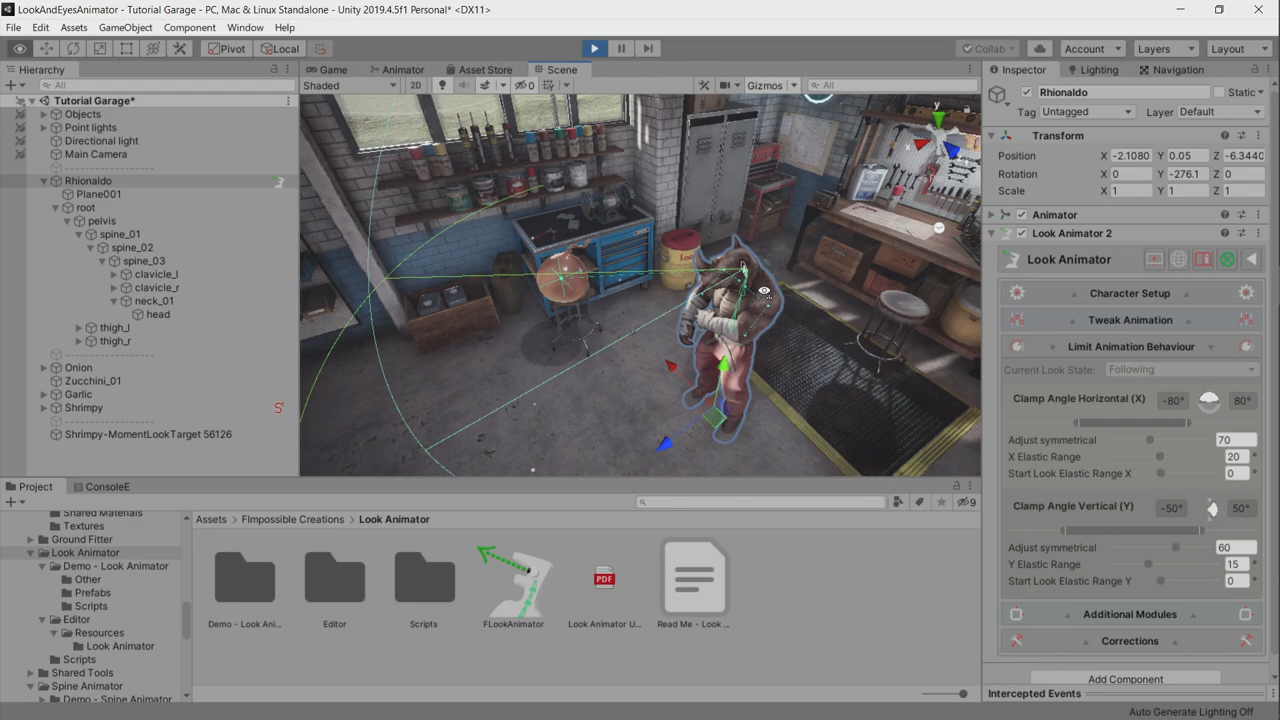 LookAndEyesAnimator - Tutorial Garage - PC, Mac & Linux Standalone - Unity 2019.4.5f1 Personal* <DX11>
File Edit Assets GameObject Component Window Help
Pivot Local Collab Account Layers Layout
Hierarchy
All
Tutorial Garage*
Objects
Point lights
Directional light
Main Camera
--------------------
Rhionaldo
Plane001
root
pelvis
spine_01
spine_02
spine_03
clavicle_l
clavicle_r
neck_01
head
thigh_l
thigh_r
--------------------
Onion
Zucchini_01
Garlic
Shrimpy
--------------------
Shrimpy-MomentLookTarget 56126
Game Animator Asset Store Scene
Shaded 2D 0 Gizmos All
y
x
Inspector Lighting Navigation
Rhionaldo Static
Tag Untagged Layer Default
Transform
Position X -2.1080 Y 0.05 Z -6.3440
Rotation X 0 Y -276.1 Z 0
Scale X 1 Y 1 Z 1
Animator
Look Animator 2
Look Animator
Character Setup
Tweak Animation
Limit Animation Behaviour
Current Look State: Following
Clamp Angle Horizontal (X) -80° 80°
Adjust symmetrical 70
X Elastic Range 20 °
Start Look Elastic Range X 0 °
Clamp Angle Vertical (Y) -50° 50°
Adjust symmetrical 60
Y Elastic Range 15 °
Start Look Elastic Range Y 0 °
Additional Modules
Corrections
Add Component
Intercepted Events
Auto Generate Lighting Off
Project ConsoleE
9
Shared Materials
Textures
Ground Fitter
Look Animator
Demo - Look Animator
Other
Prefabs
Scripts
Editor
Resources
Look Animator
Scripts
Shared Tools
Spine Animator
Demo - Spine Animator
Assets > FImpossible Creations > Look Animator
Demo - Look Ani...
Editor
Scripts
FLookAnimator
PDF
Look Animator U...
Read Me - Look ...